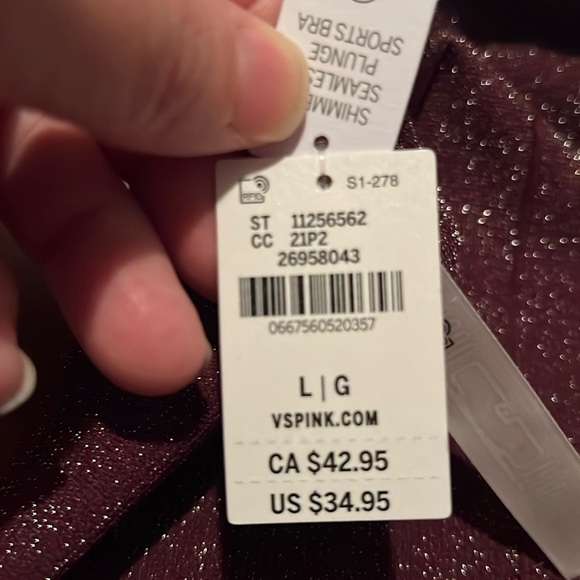 SHIMME
SEAMLES
PLUNGE
SPORTS BRA
RFID
S1-278
ST 11256562
CC 21P2
26958043
0667560520357
L | G
VSPINK.COM
CA $42.95
US $34.95